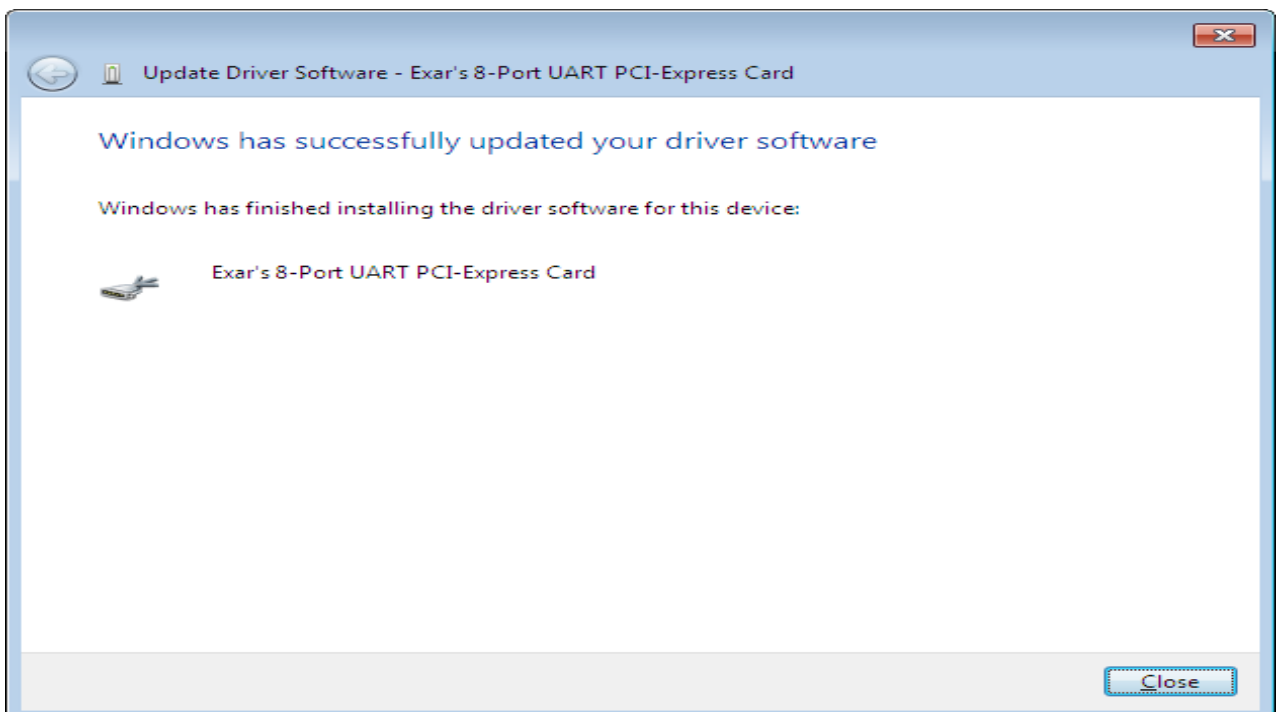 Update Driver Software - Exar's 8-Port UART PCI-Express Card
Windows has successfully updated your driver software
Windows has finished installing the driver software for this device:
Exar's 8-Port UART PCI-Express Card
Close